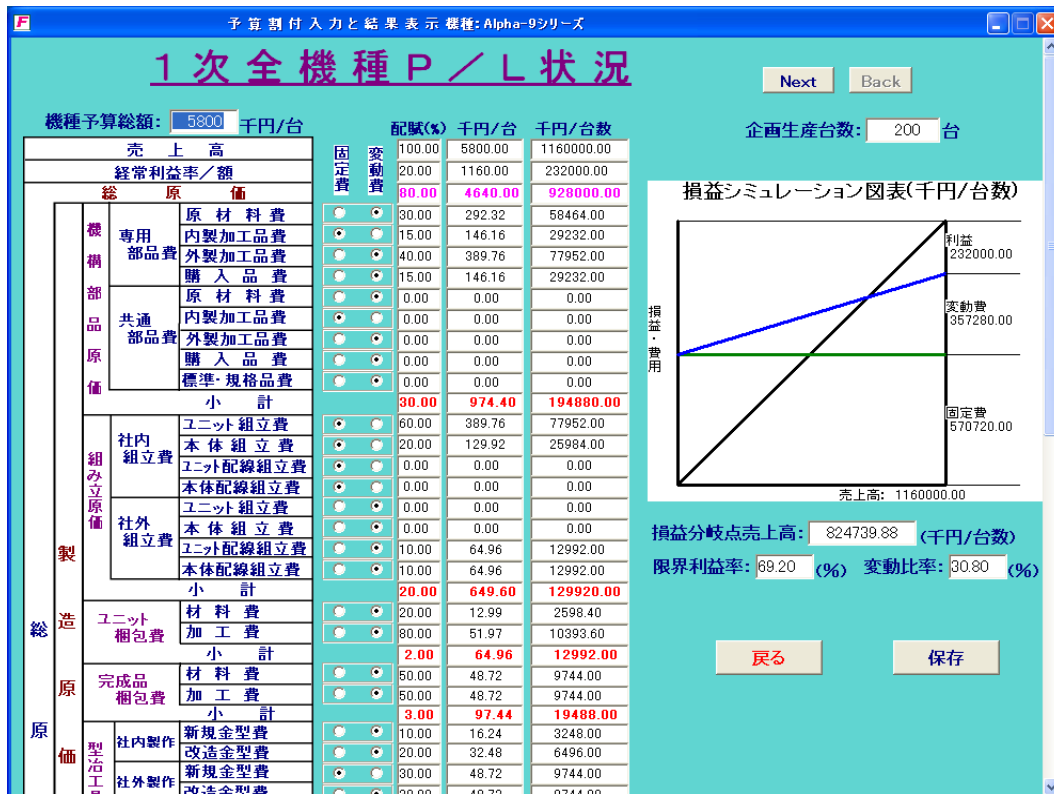 F 予算割付入力と結果表示 機種:Alpha-9シリーズ
1次全機種P/L状況
Next Back
機種予算総額: 5800 千円/台
配賦(%) 千円/台 千円/台数
企画生産台数: 200 台
固定費 変動費
売上高 100.00 5800.00 1160000.00
経常利益率/額 20.00 1160.00 232000.00
総原価 80.00 4640.00 928000.00
総原
製造原価
機構部品原価
専用部品費
原材料費 30.00 292.32 58464.00
内製加工品費 15.00 146.16 29232.00
外製加工品費 40.00 389.76 77952.00
購入品費 15.00 146.16 29232.00
共通部品費
原材料費 0.00 0.00 0.00
内製加工品費 0.00 0.00 0.00
外製加工品費 0.00 0.00 0.00
購入品費 0.00 0.00 0.00
標準・規格品費 0.00 0.00 0.00
小計 30.00 974.40 194880.00
組み立原価
社内組立費
ユニット組立費 60.00 389.76 77952.00
本体組立費 20.00 129.92 25984.00
ユニット配線組立費 0.00 0.00 0.00
本体配線組立費 0.00 0.00 0.00
社外組立費
ユニット組立費 0.00 0.00 0.00
本体組立費 0.00 0.00 0.00
ユニット配線組立費 10.00 64.96 12992.00
本体配線組立費 10.00 64.96 12992.00
小計 20.00 649.60 129920.00
ユニット梱包費
材料費 20.00 12.99 2598.40
加工費 80.00 51.97 10393.60
小計 2.00 64.96 12992.00
完成品梱包費
材料費 50.00 48.72 9744.00
加工費 50.00 48.72 9744.00
小計 3.00 97.44 19488.00
型冶工
社内製作
新規金型費 10.00 16.24 3248.00
改造金型費 20.00 32.48 6496.00
社外製作
新規金型費 30.00 48.72 9744.00
改造金型費
損益シミュレーション図表(千円/台数)
損益・費用
利益
232000.00
変動費
357280.00
固定費
570720.00
売上高: 1160000.00
損益分岐点売上高: 824739.88 (千円/台数)
限界利益率: 69.20 (%) 変動比率: 30.80 (%)
戻る 保存